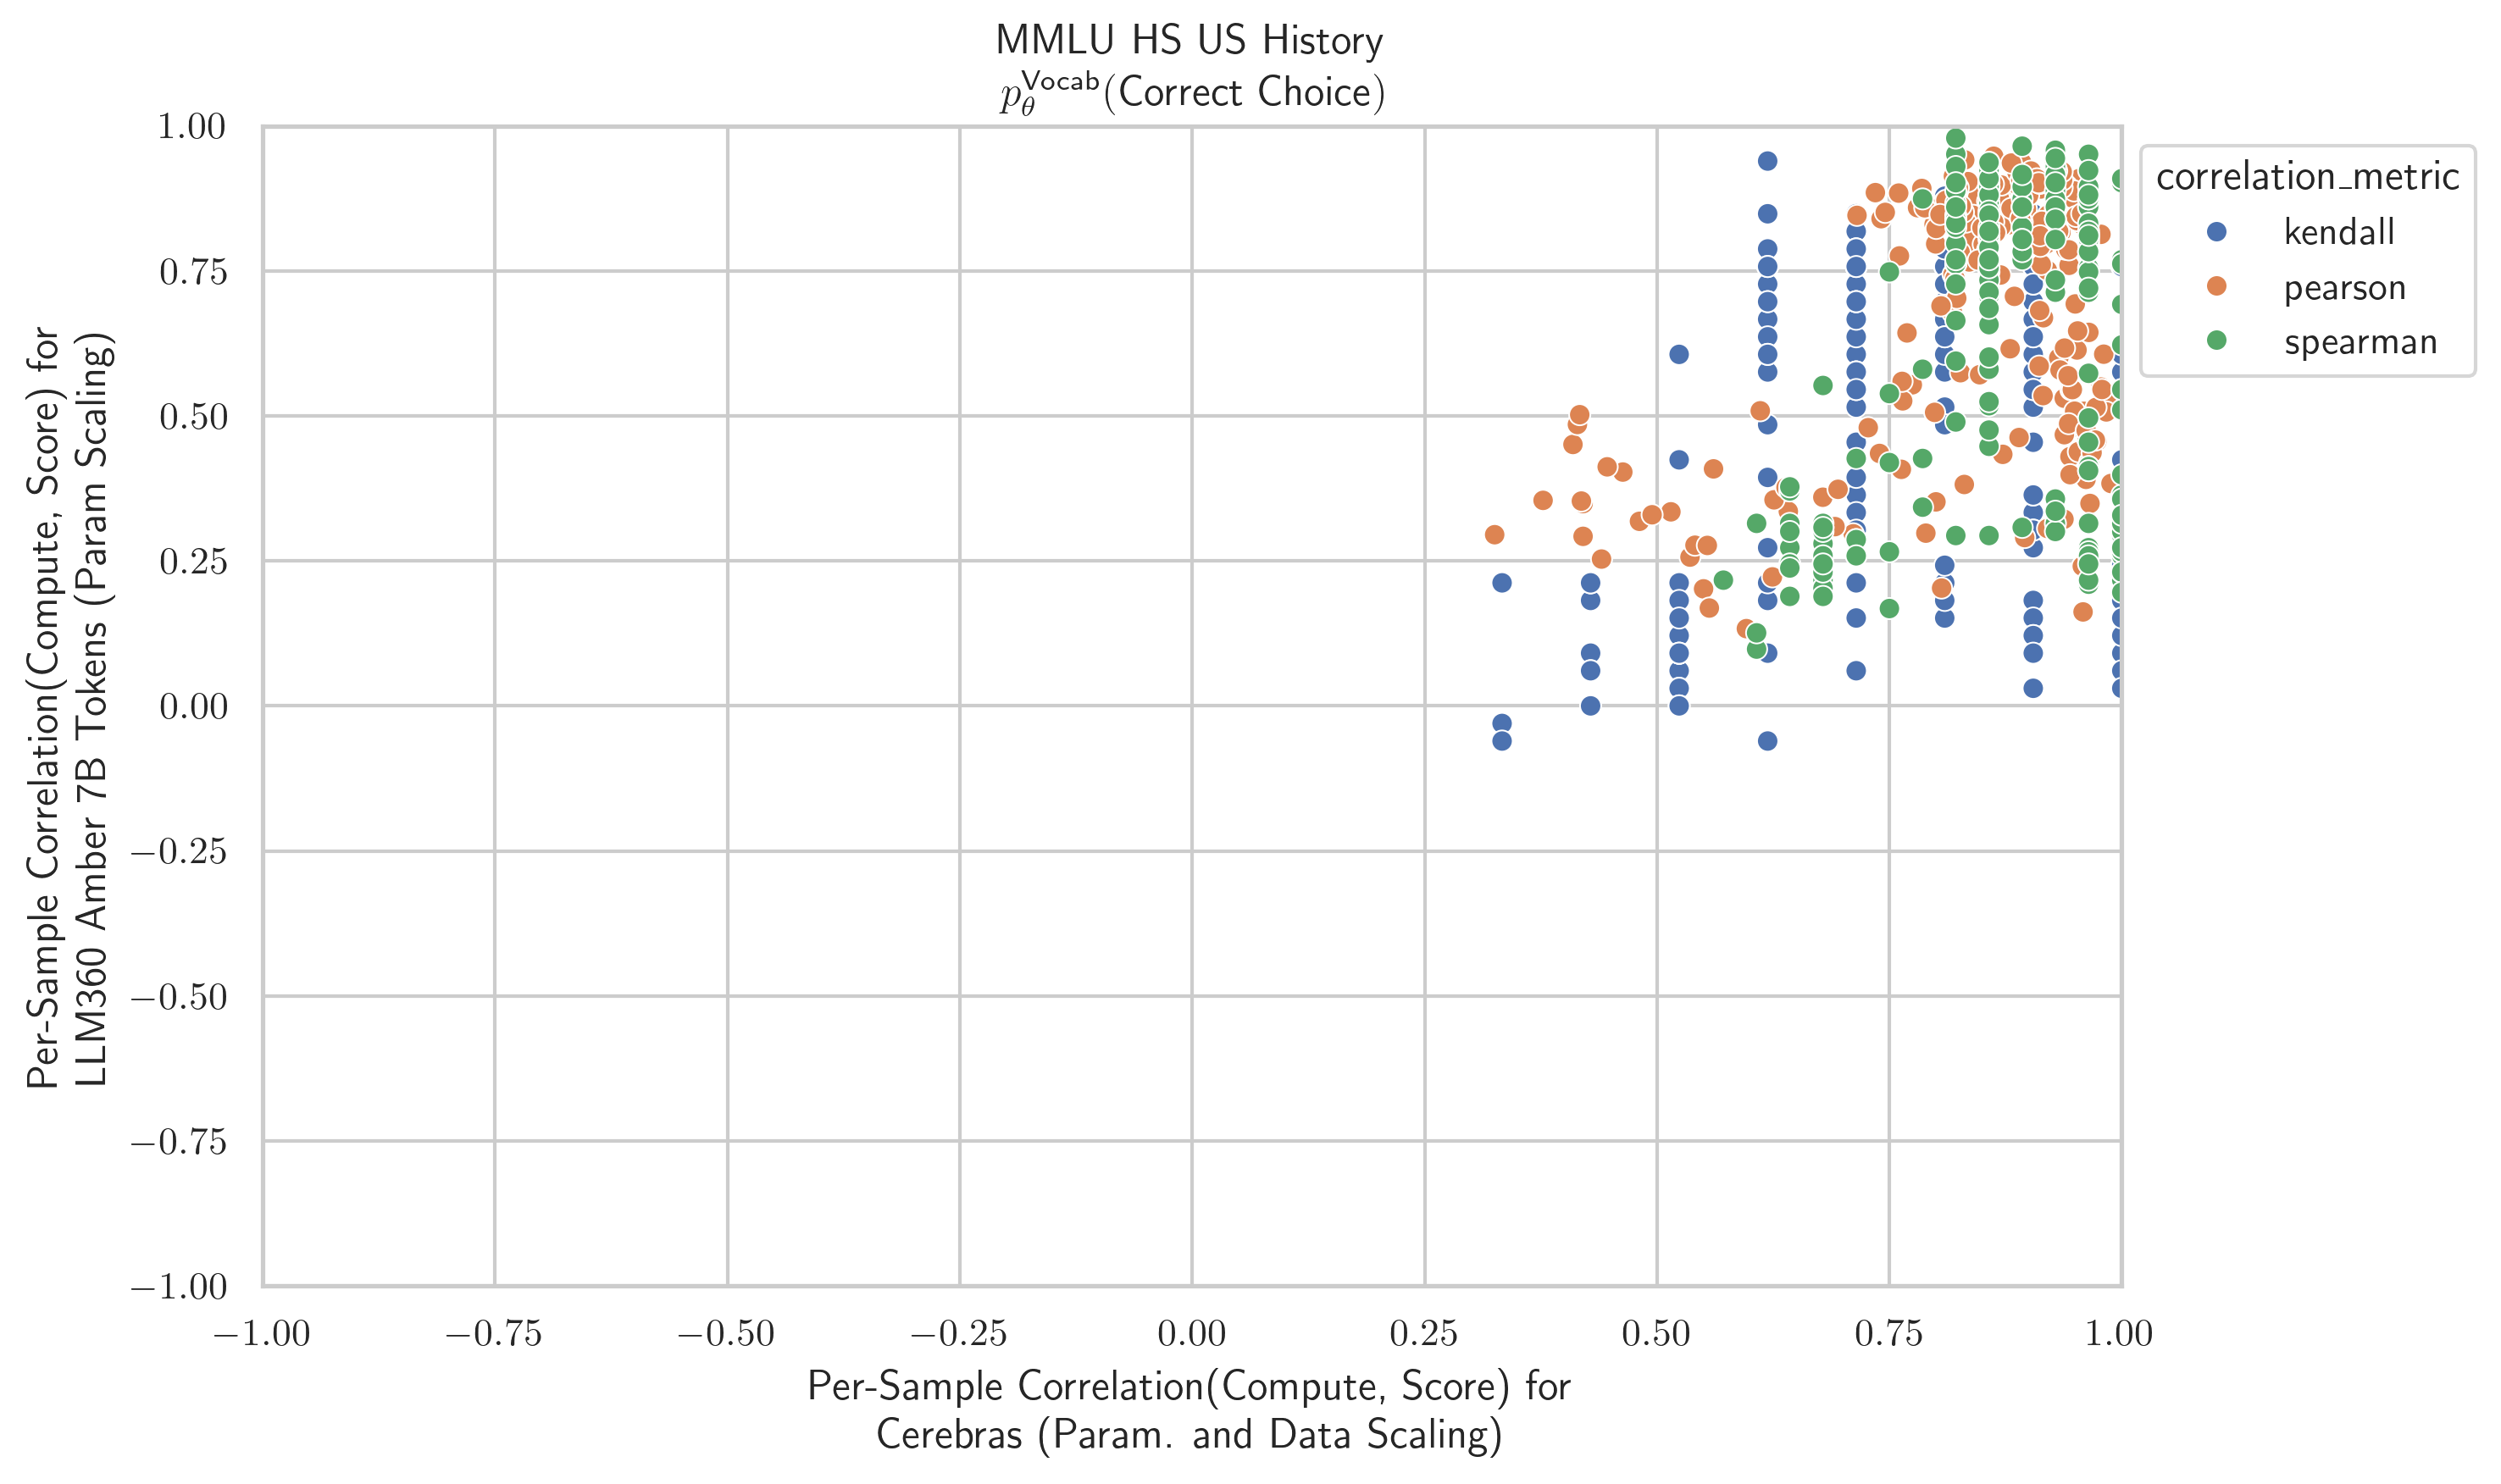 MMLU HS US History
p_θ^Vocab(Correct Choice)
Per-Sample Correlation(Compute, Score) for
LLM360 Amber 7B Tokens (Param Scaling)
1.00
0.75
0.50
0.25
0.00
−0.25
−0.50
−0.75
−1.00
−1.00 −0.75 −0.50 −0.25 0.00 0.25 0.50 0.75 1.00
Per-Sample Correlation(Compute, Score) for
Cerebras (Param. and Data Scaling)
correlation_metric
kendall
pearson
spearman